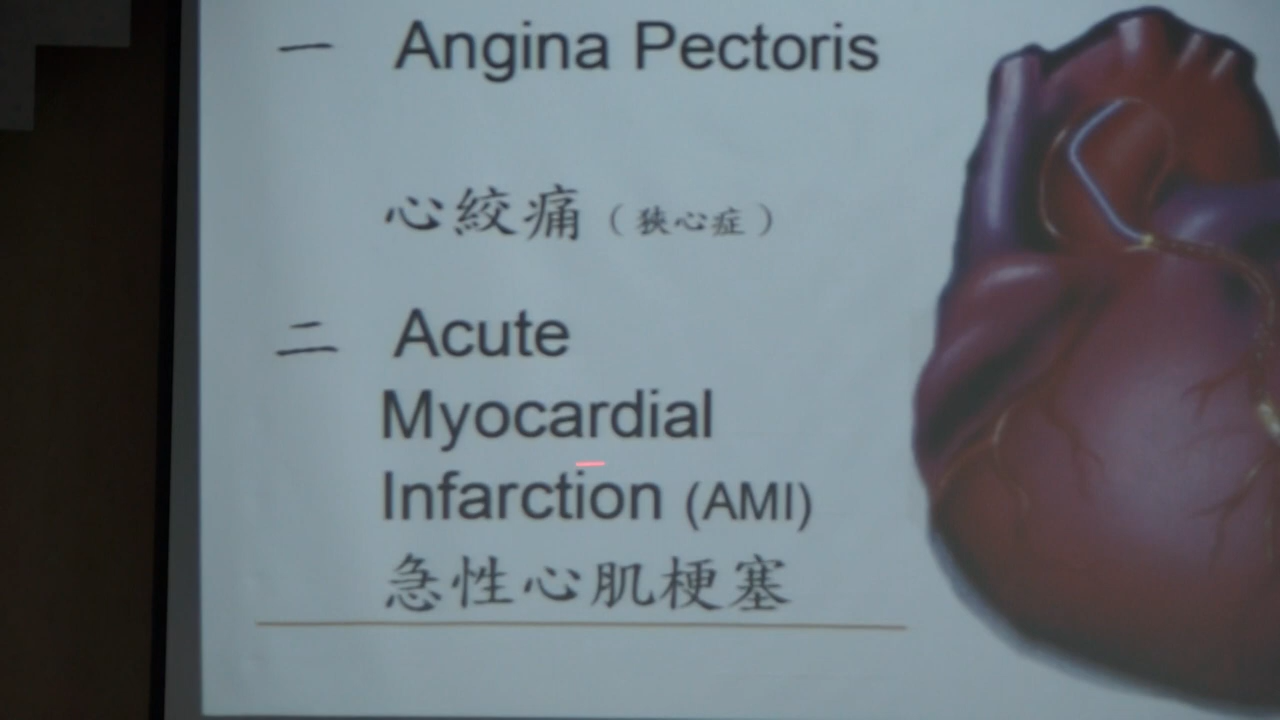 一 Angina Pectoris
心絞痛（狹心症）
二 Acute
Myocardial
Infarction (AMI)
急性心肌梗塞